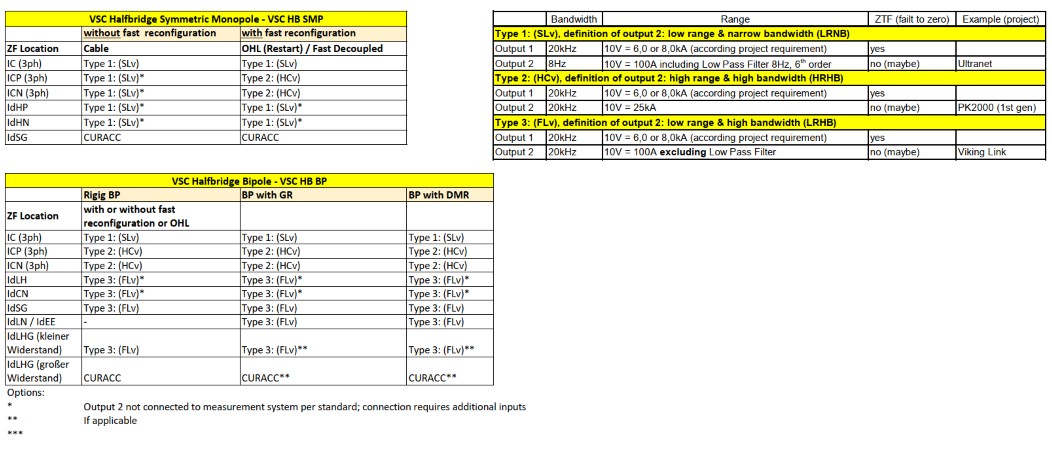 VSC Halfbridge Symmetric Monopole - VSC HB SMP
without fast reconfiguration with fast reconfiguration
ZF Location Cable OHL (Restart) / Fast Decoupled
IC (3ph) Type 1: (SLv) Type 1: (SLv)
ICP (3ph) Type 1: (SLv)* Type 2: (HCv)
ICN (3ph) Type 1: (SLv)* Type 2: (HCv)
IdHP Type 1: (SLv)* Type 1: (SLv)*
IdHN Type 1: (SLv)* Type 1: (SLv)*
IdSG CURACC CURACC
Bandwidth Range ZTF (failt to zero) Example (project)
Type 1: (SLv), definition of output 2: low range & narrow bandwidth (LRNB)
Output 1 20kHz 10V = 6,0 or 8,0kA (according project requirement) yes
Output 2 8Hz 10V = 100A including Low Pass Filter 8Hz, 6th order no (maybe) Ultranet
Type 2: (HCv), definition of output 2: high range & high bandwidth (HRHB)
Output 1 20kHz 10V = 6,0 or 8,0kA (according project requirement) yes
Output 2 20kHz 10V = 25kA no (maybe) PK2000 (1st gen)
Type 3: (FLv), definition of output 2: low range & high bandwidth (LRHB)
Output 1 20kHz 10V = 6,0 or 8,0kA (according project requirement) yes
Output 2 20kHz 10V = 100A excluding Low Pass Filter no (maybe) Viking Link
VSC Halfbridge Bipole - VSC HB BP
Rigig BP BP with GR BP with DMR
ZF Location with or without fast
reconfiguration or OHL
IC (3ph) Type 1: (SLv) Type 1: (SLv) Type 1: (SLv)
ICP (3ph) Type 2: (HCv) Type 2: (HCv) Type 2: (HCv)
ICN (3ph) Type 2: (HCv) Type 2: (HCv) Type 2: (HCv)
IdLH Type 3: (FLv)* Type 3: (FLv)* Type 3: (FLv)*
IdCN Type 3: (FLv)* Type 3: (FLv)* Type 3: (FLv)*
IdSG Type 3: (FLv) Type 3: (FLv) Type 3: (FLv)
IdLN / IdEE - Type 3: (FLv) Type 3: (FLv)
IdLHG (kleiner
Widerstand) Type 3: (FLv) Type 3: (FLv)** Type 3: (FLv)**
IdLHG (großer
Widerstand) CURACC CURACC** CURACC**
Options:
* Output 2 not connected to measurement system per standard; connection requires additional inputs
** If applicable
***